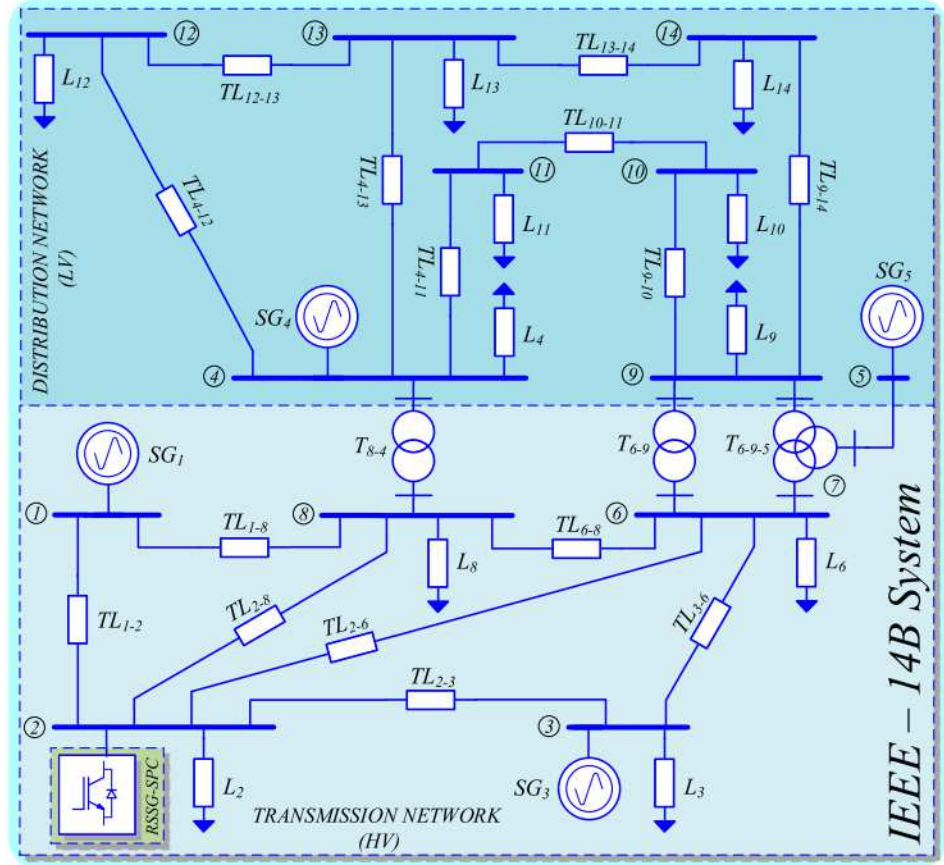 ⑫
⑬
⑭
L₁₂
TL₁₂₋₁₃
L₁₃
TL₁₃₋₁₄
L₁₄
TL₁₀₋₁₁
TL₄₋₁₂
TL₄₋₁₃
⑪
⑩
TL₉₋₁₄
L₁₁
L₁₀
TL₄₋₁₁
TL₉₋₁₀
DISTRIBUTION NETWORK
(LV)
SG₄
L₄
L₉
SG₅
④
⑨
⑤
SG₁
T₈₋₄
T₆₋₉
T₆₋₉₋₅
⑦
①
TL₁₋₈
⑧
TL₆₋₈
⑥
L₈
L₆
TL₁₋₂
TL₂₋₈
TL₂₋₆
TL₃₋₆
TL₂₋₃
②
③
RSSG-SPC
L₂
SG₃
L₃
TRANSMISSION NETWORK
(HV)
IEEE – 14B System